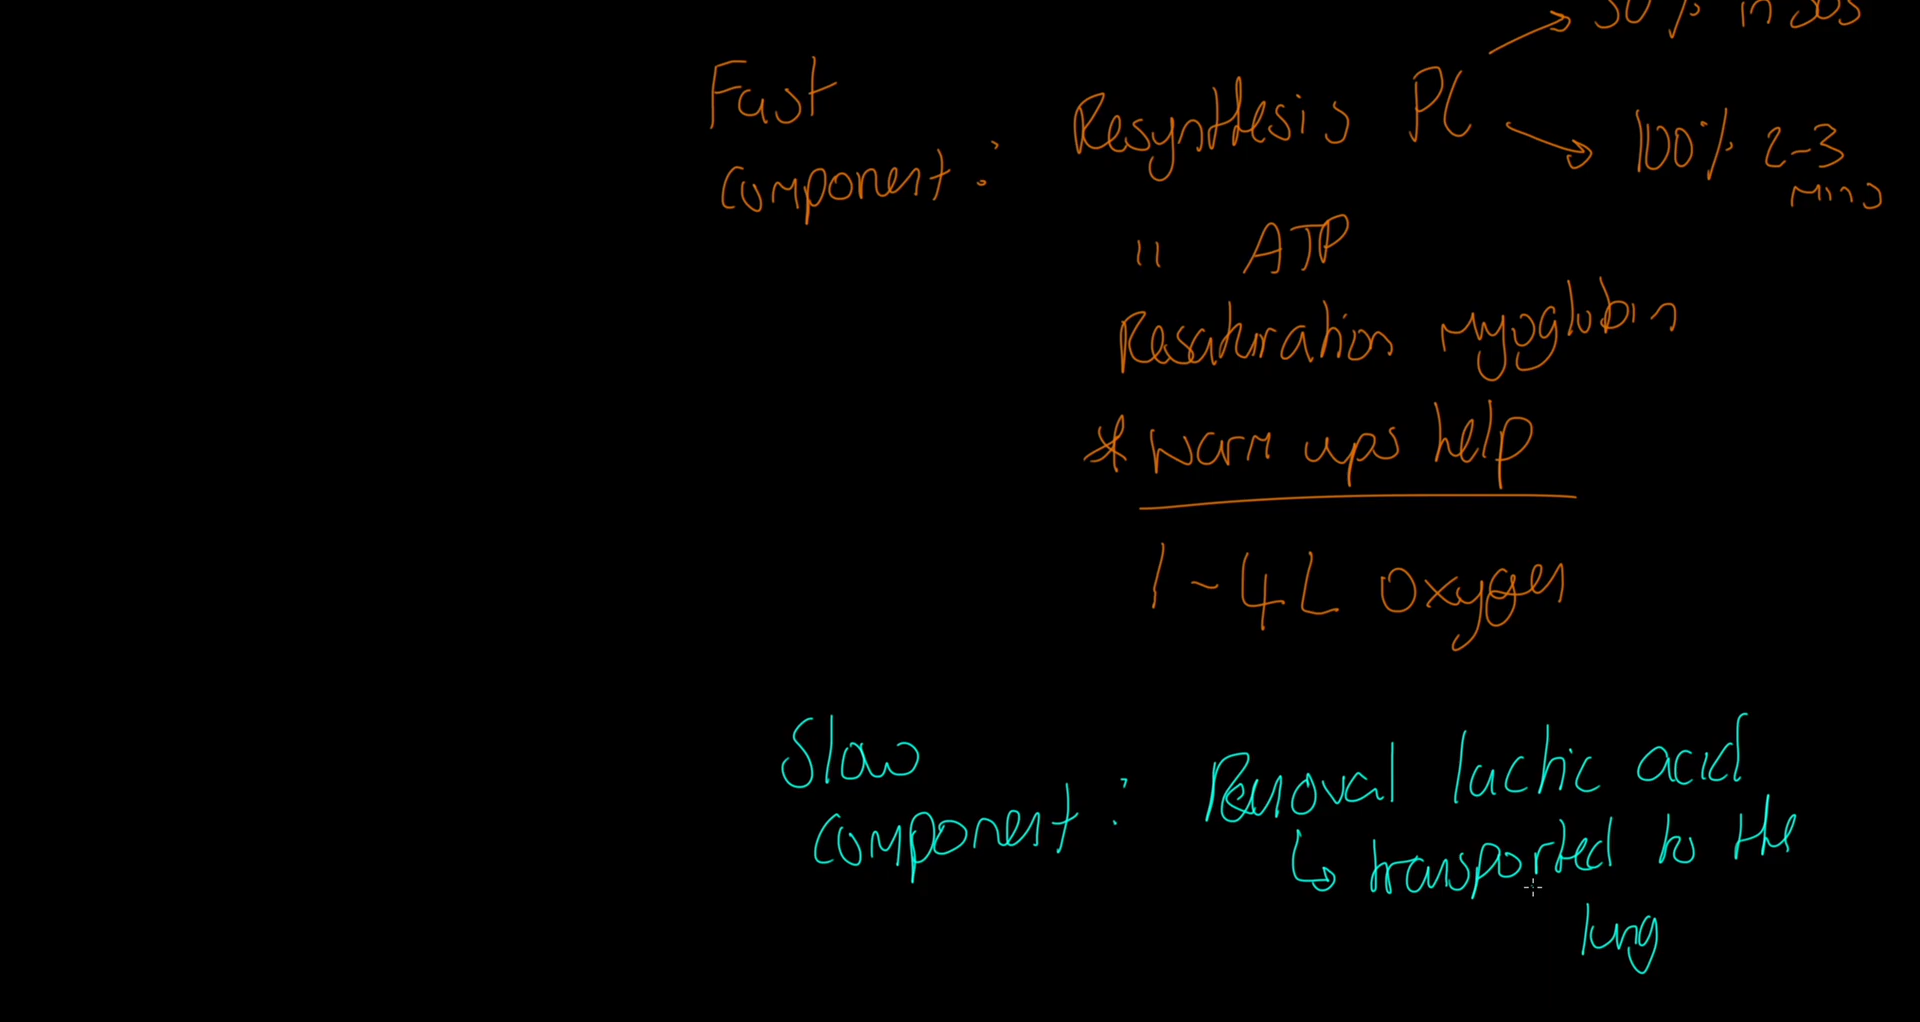 50% in 30s
Fast
component:
Resynthesis PC
100% 2-3
mins
" ATP
Resaturation myoglobin
* Warm ups help
1-4L Oxygen
Slow
component:
Removal lactic acid
↳ transported to the
lung